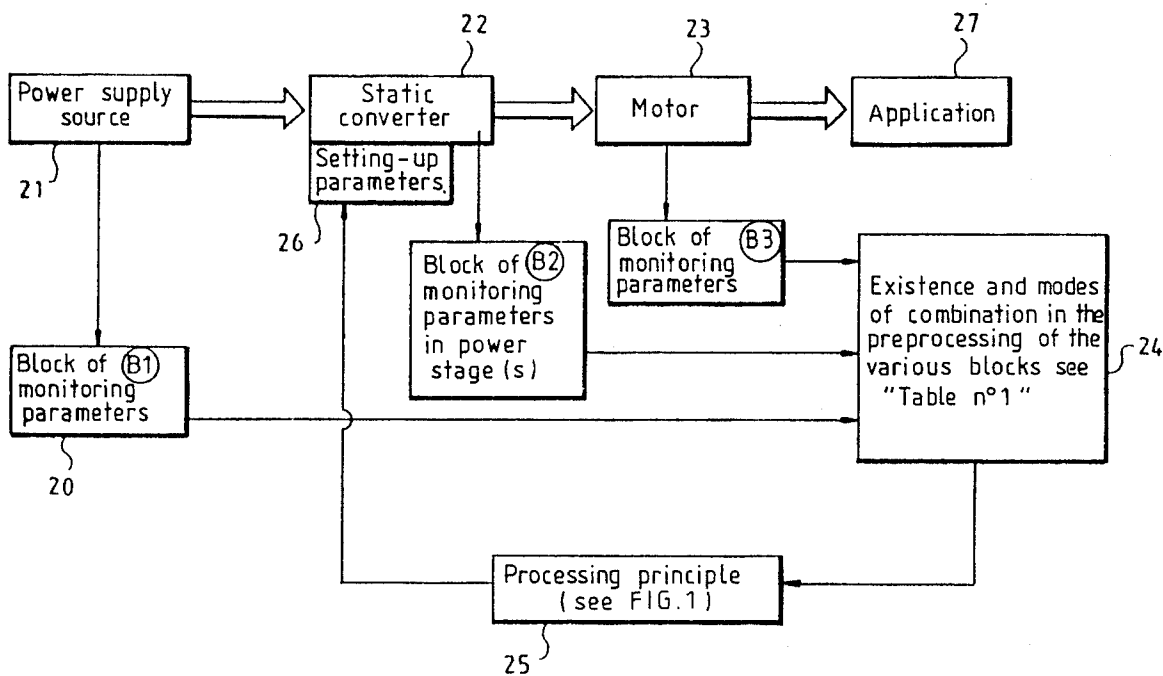 22
23
27
Power supply
source
Static
converter
Motor
Application
21
Setting-up
parameters.
26
Block of B2
monitoring
parameters
in power
stage (s)
Block of B3
monitoring
parameters
Existence and modes
of combination in the
preprocessing of the
various blocks see
"Table n°1"
24
Block of B1
monitoring
parameters
20
Processing principle
(see FIG.1)
25